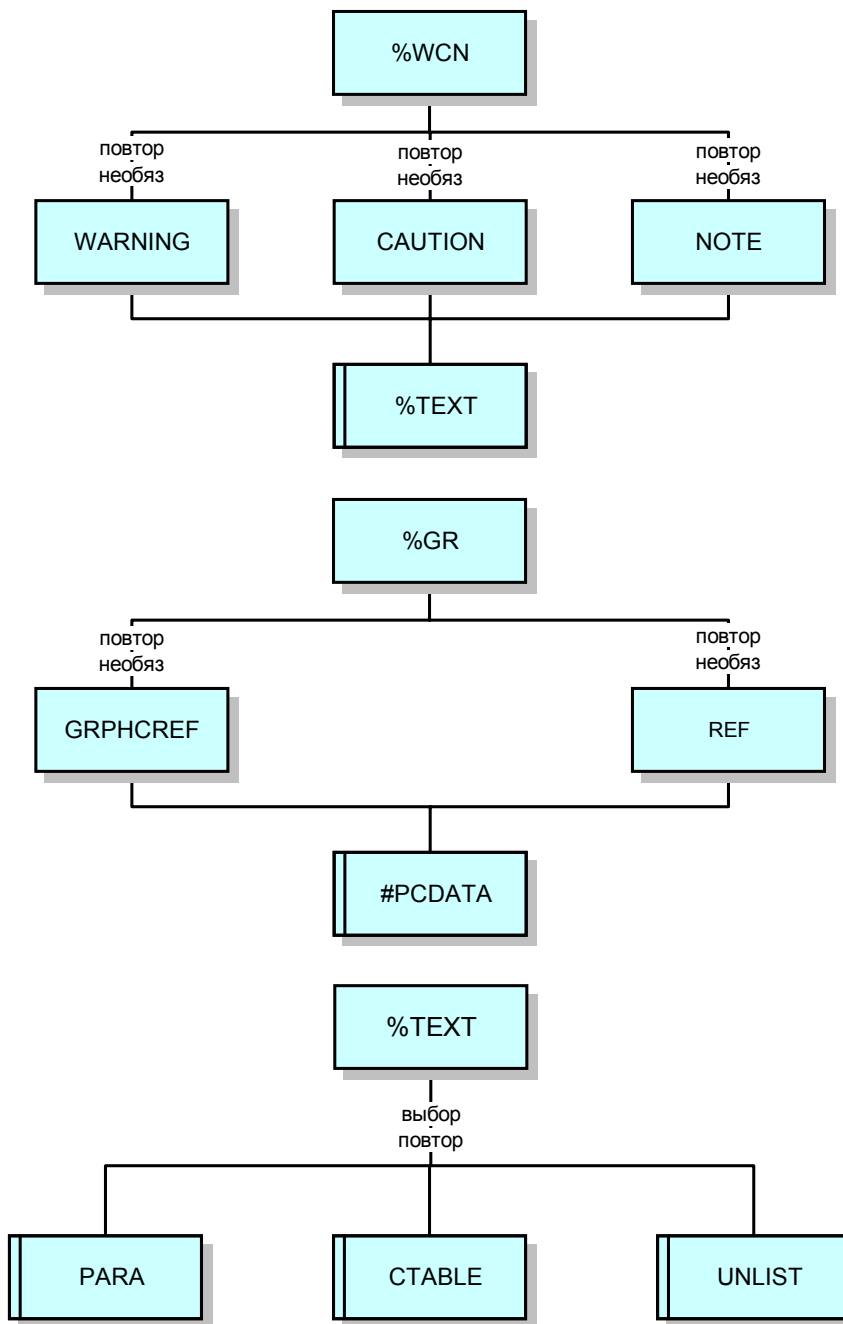 %WCN
повтор повтор повтор
необяз необяз необяз
WARNING CAUTION NOTE
%TEXT
%GR
повтор повтор
необяз необяз
GRPHCREF REF
#PCDATA
%TEXT
выбор
повтор
PARA CTABLE UNLIST